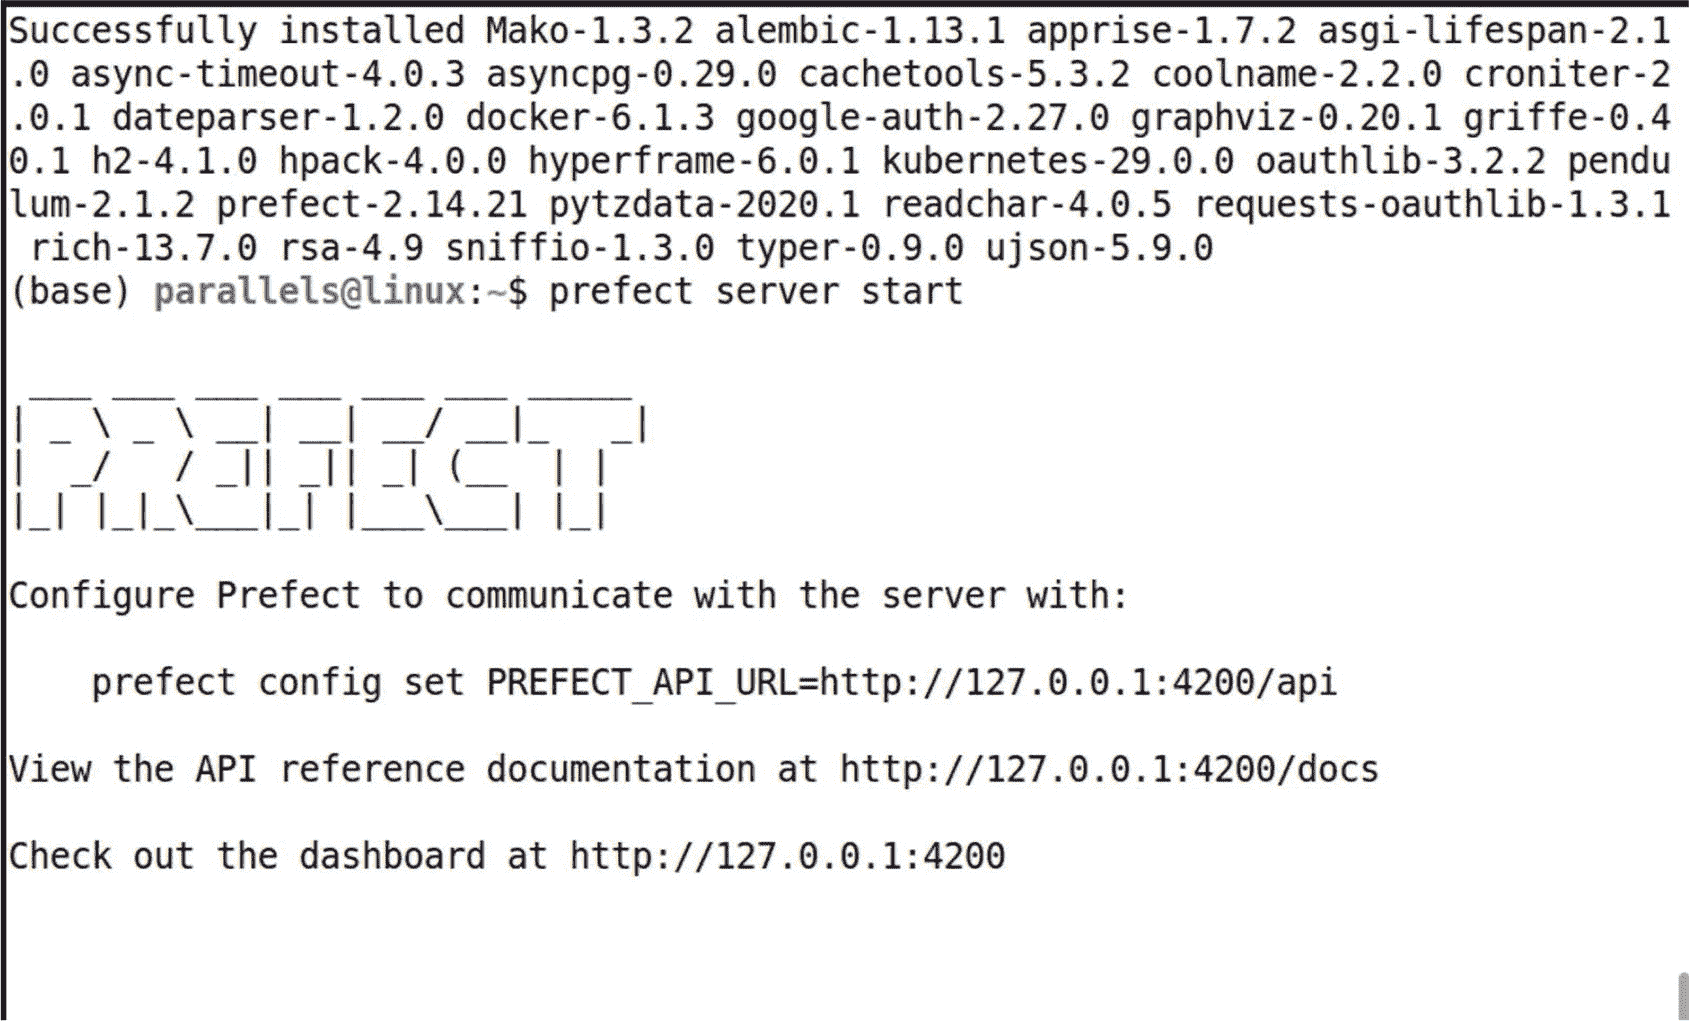 Successfully installed Mako-1.3.2 alembic-1.13.1 apprise-1.7.2 asgi-lifespan-2.1
.0 async-timeout-4.0.3 asyncpg-0.29.0 cachetools-5.3.2 coolname-2.2.0 croniter-2
.0.1 dateparser-1.2.0 docker-6.1.3 google-auth-2.27.0 graphviz-0.20.1 griffe-0.4
0.1 h2-4.1.0 hpack-4.0.0 hyperframe-6.0.1 kubernetes-29.0.0 oauthlib-3.2.2 pendu
lum-2.1.2 prefect-2.14.21 pytzdata-2020.1 readchar-4.0.5 requests-oauthlib-1.3.1
rich-13.7.0 rsa-4.9 sniffio-1.3.0 typer-0.9.0 ujson-5.9.0
(base) parallels@linux:~$ prefect server start
PREFECT
Configure Prefect to communicate with the server with:
prefect config set PREFECT_API_URL=http://127.0.0.1:4200/api
View the API reference documentation at http://127.0.0.1:4200/docs
Check out the dashboard at http://127.0.0.1:4200